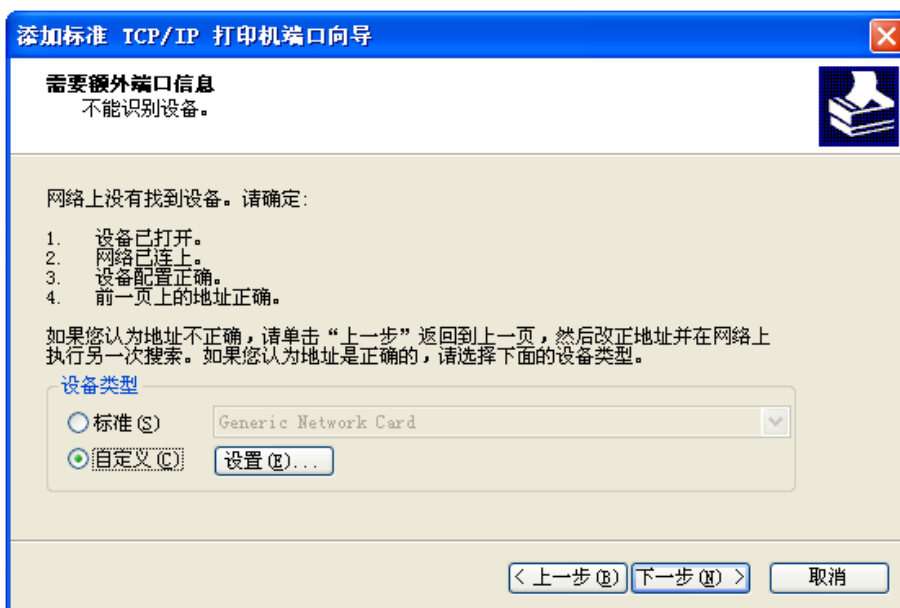 添加标准 TCP/IP 打印机端口向导
需要额外端口信息
不能识别设备。
网络上没有找到设备。请确定:
1. 设备已打开。
2. 网络已连上。
3. 设备配置正确。
4. 前一页上的地址正确。
如果您认为地址不正确，请单击“上一步”返回到上一页，然后改正地址并在网络上
执行另一次搜索。如果您认为地址是正确的，请选择下面的设备类型。
设备类型
标准(S) Generic Network Card
自定义(C) 设置(E)...
< 上一步(B) 下一步(N) > 取消